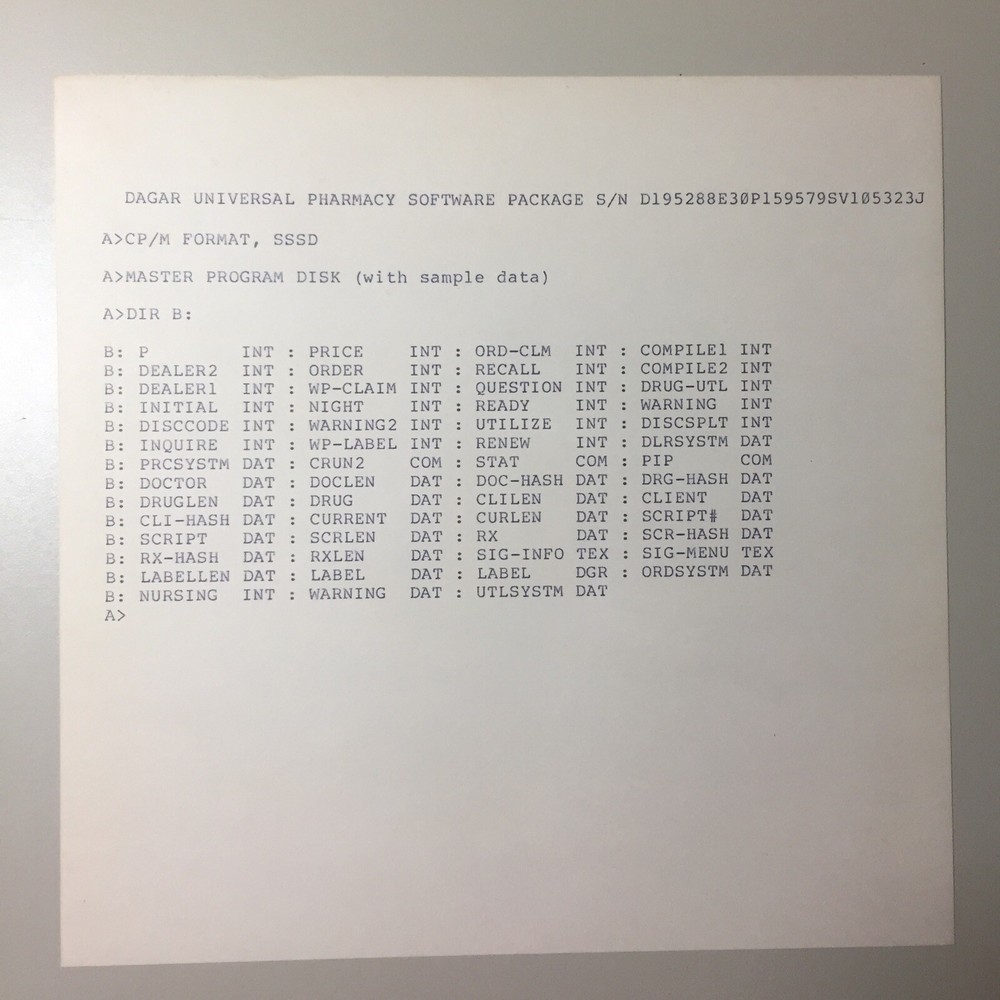 DAGAR UNIVERSAL PHARMACY SOFTWARE PACKAGE S/N D195288E30P159579SV105323J
A>CP/M FORMAT, SSSD
A>MASTER PROGRAM DISK (with sample data)
A>DIR B:
B: P        INT : PRICE    INT : ORD-CLM  INT : COMPILE1 INT
B: DEALER2  INT : ORDER    INT : RECALL   INT : COMPILE2 INT
B: DEALER1  INT : WP-CLAIM INT : QUESTION INT : DRUG-UTL INT
B: INITIAL  INT : NIGHT    INT : READY    INT : WARNING  INT
B: DISCCODE INT : WARNING2 INT : UTILIZE  INT : DISCSPLT INT
B: INQUIRE  INT : WP-LABEL INT : RENEW    INT : DLRSYSTM DAT
B: PRCSYSTM DAT : CRUN2    COM : STAT     COM : PIP      COM
B: DOCTOR   DAT : DOCLEN   DAT : DOC-HASH DAT : DRG-HASH DAT
B: DRUGLEN  DAT : DRUG     DAT : CLILEN   DAT : CLIENT   DAT
B: CLI-HASH DAT : CURRENT  DAT : CURLEN   DAT : SCRIPT#  DAT
B: SCRIPT   DAT : SCRLEN   DAT : RX       DAT : SCR-HASH DAT
B: RX-HASH  DAT : RXLEN    DAT : SIG-INFO TEX : SIG-MENU TEX
B: LABELLEN DAT : LABEL    DAT : LABEL    DGR : ORDSYSTM DAT
B: NURSING  INT : WARNING  DAT : UTLSYSTM DAT
A>